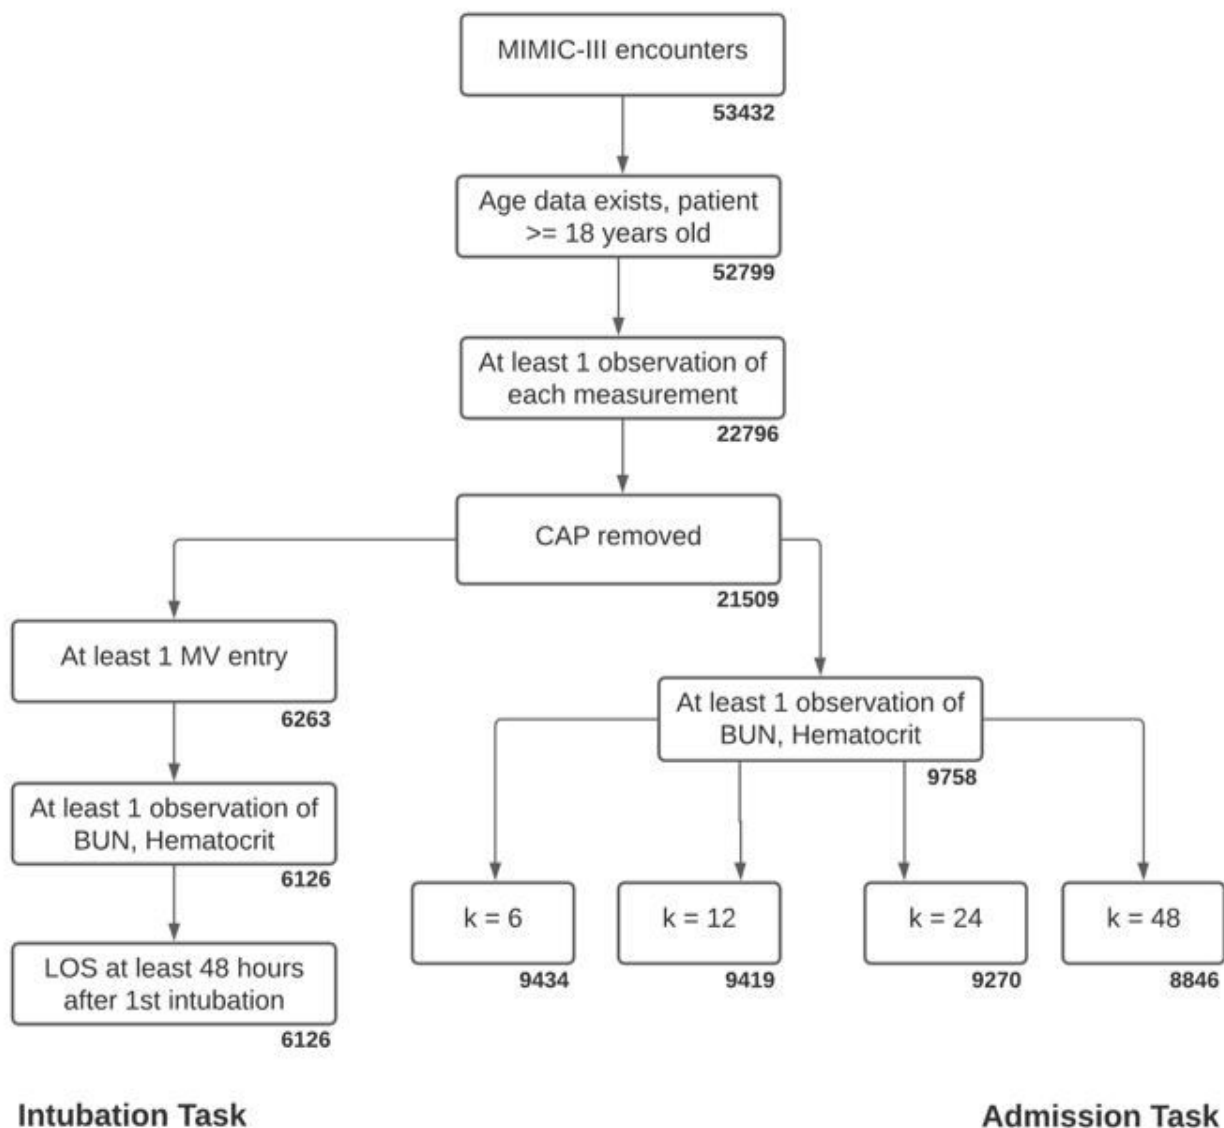 MIMIC-III encounters
53432
Age data exists, patient
>= 18 years old
52799
At least 1 observation of
each measurement
22796
CAP removed
21509
At least 1 MV entry
6263
At least 1 observation of
BUN, Hematocrit
6126
LOS at least 48 hours
after 1st intubation
6126
At least 1 observation of
BUN, Hematocrit
9758
k = 6
9434
k = 12
9419
k = 24
9270
k = 48
8846
Intubation Task
Admission Task